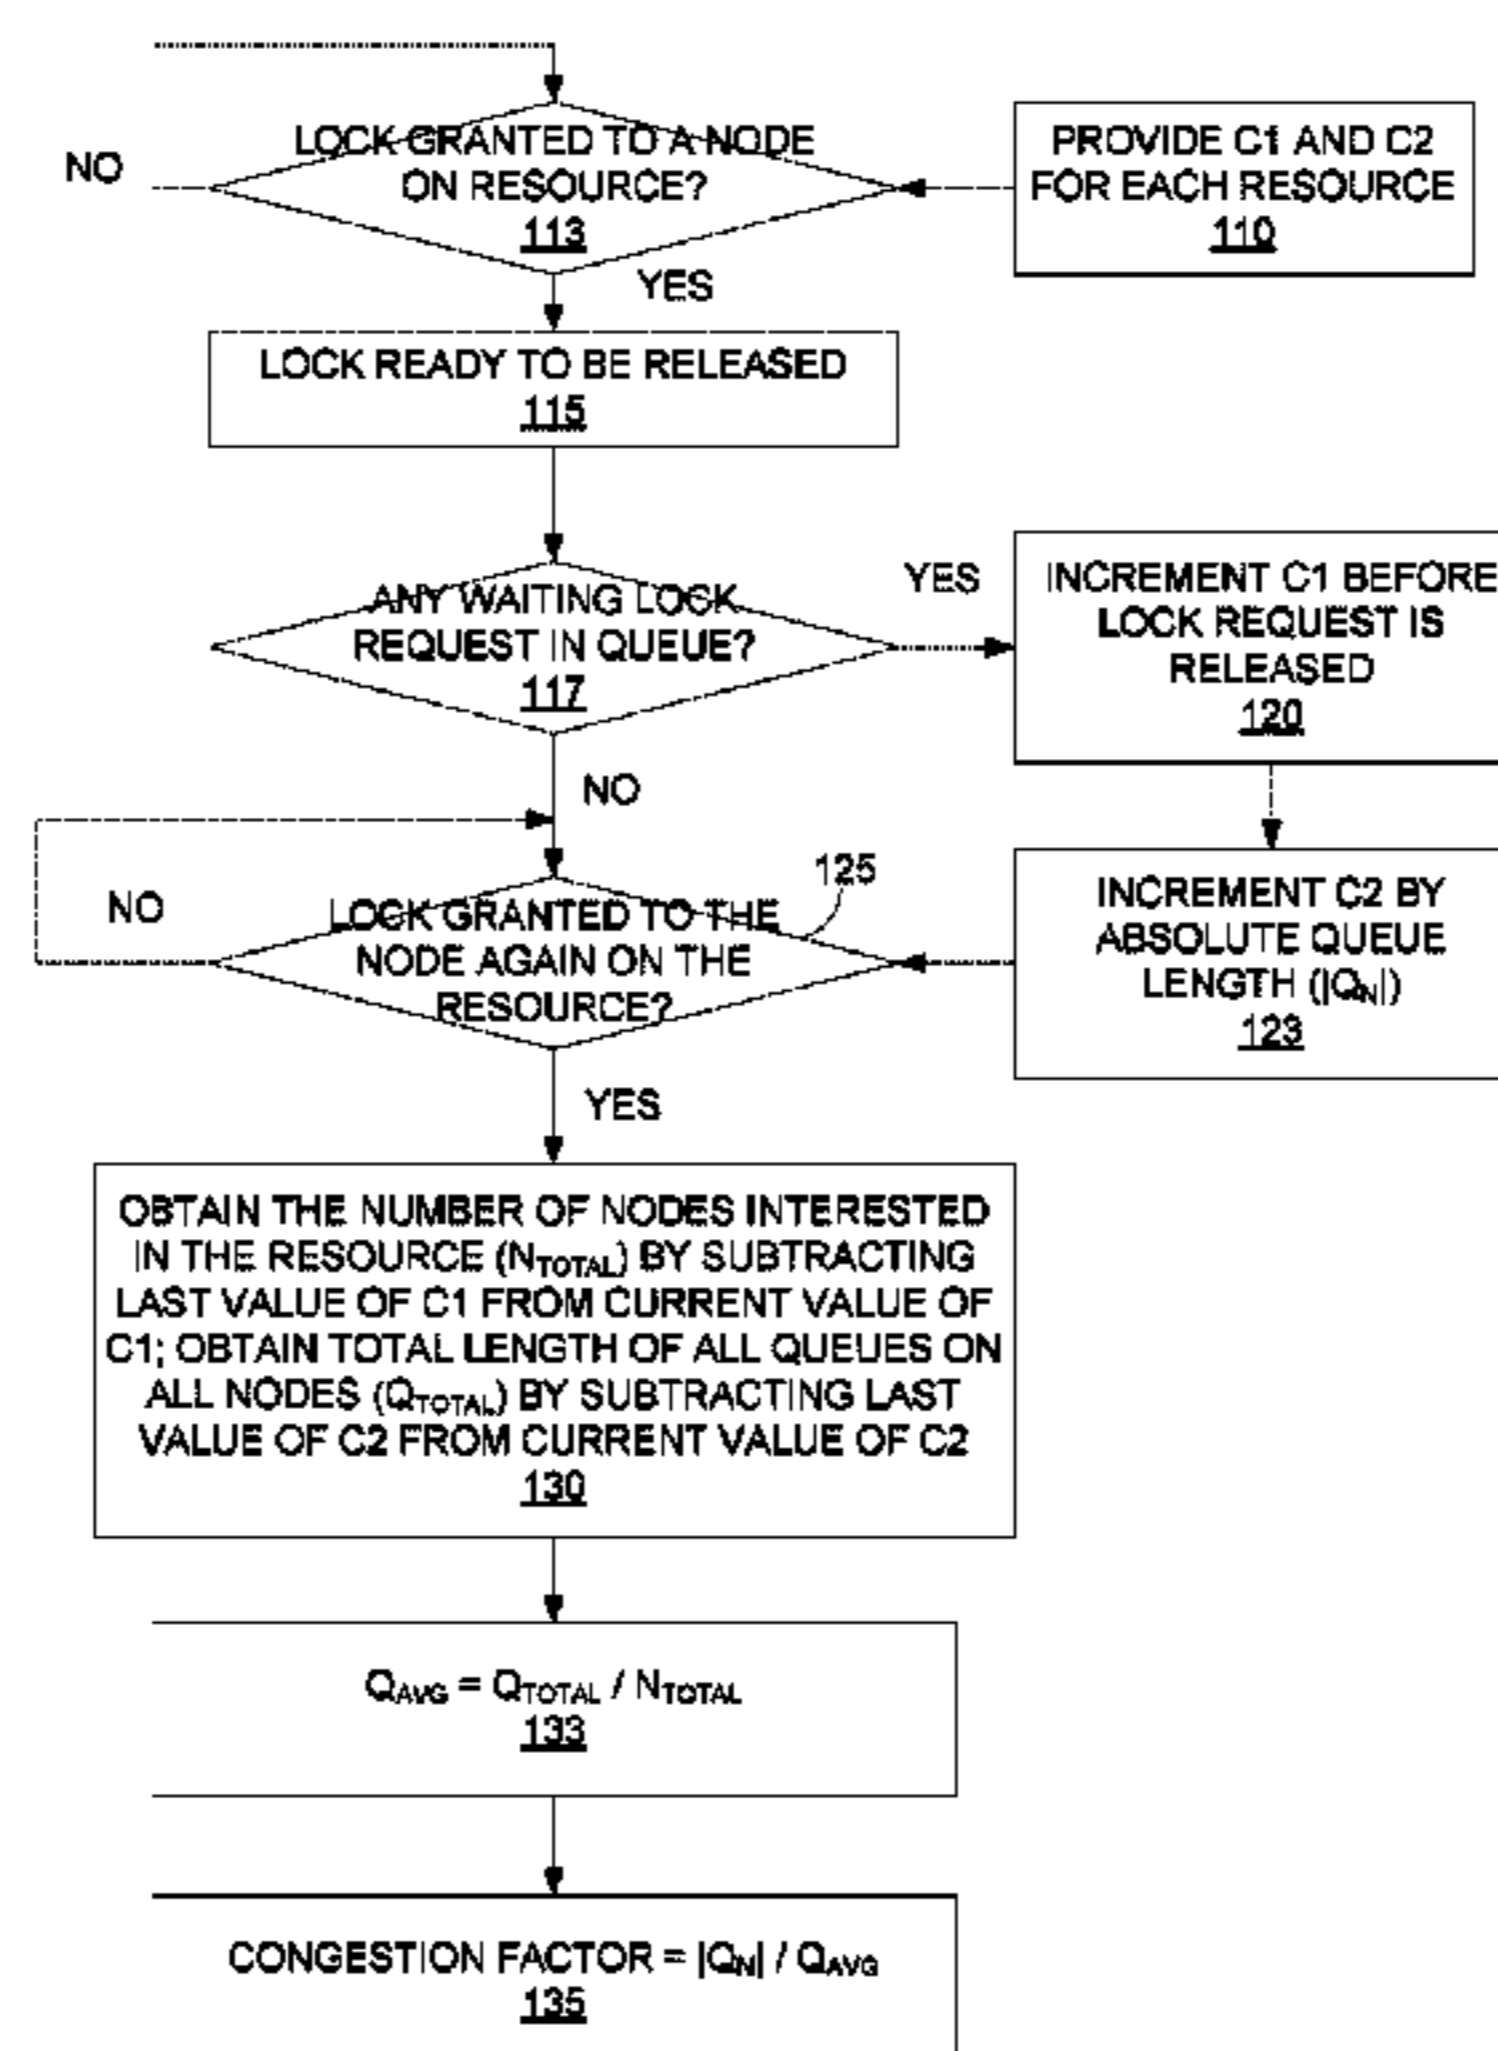 LOCK GRANTED TO A NODE
ON RESOURCE?
113
NO
YES
PROVIDE C1 AND C2
FOR EACH RESOURCE
110
LOCK READY TO BE RELEASED
115
ANY WAITING LOCK
REQUEST IN QUEUE?
117
YES
NO
INCREMENT C1 BEFORE
LOCK REQUEST IS
RELEASED
120
INCREMENT C2 BY
ABSOLUTE QUEUE
LENGTH (|QN|)
123
125
LOCK GRANTED TO THE
NODE AGAIN ON THE
RESOURCE?
NO
YES
OBTAIN THE NUMBER OF NODES INTERESTED
IN THE RESOURCE (NTOTAL) BY SUBTRACTING
LAST VALUE OF C1 FROM CURRENT VALUE OF
C1; OBTAIN TOTAL LENGTH OF ALL QUEUES ON
ALL NODES (QTOTAL) BY SUBTRACTING LAST
VALUE OF C2 FROM CURRENT VALUE OF C2
130
QAVG = QTOTAL / NTOTAL
133
CONGESTION FACTOR = |QN| / QAVG
135